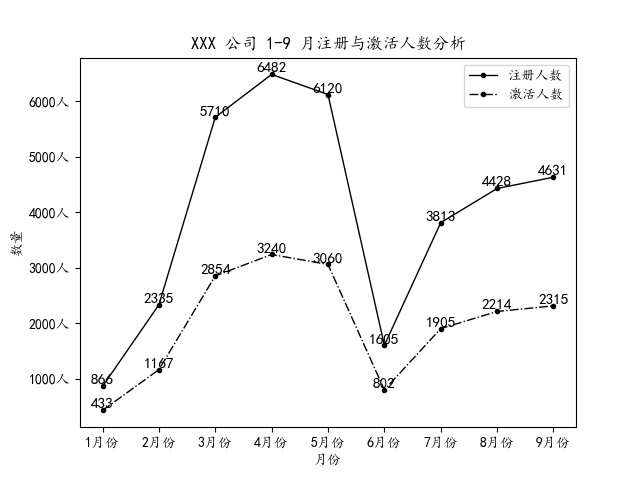 XXX 公司 1-9 月注册与激活人数分析
注册人数
激活人数
6000人
5000人
4000人
3000人
2000人
1000人
数量
866
2335
5710
6482
6120
1605
3813
4428
4631
433
1167
2854
3240
3060
802
1905
2214
2315
1月份 2月份 3月份 4月份 5月份 6月份 7月份 8月份 9月份
月份